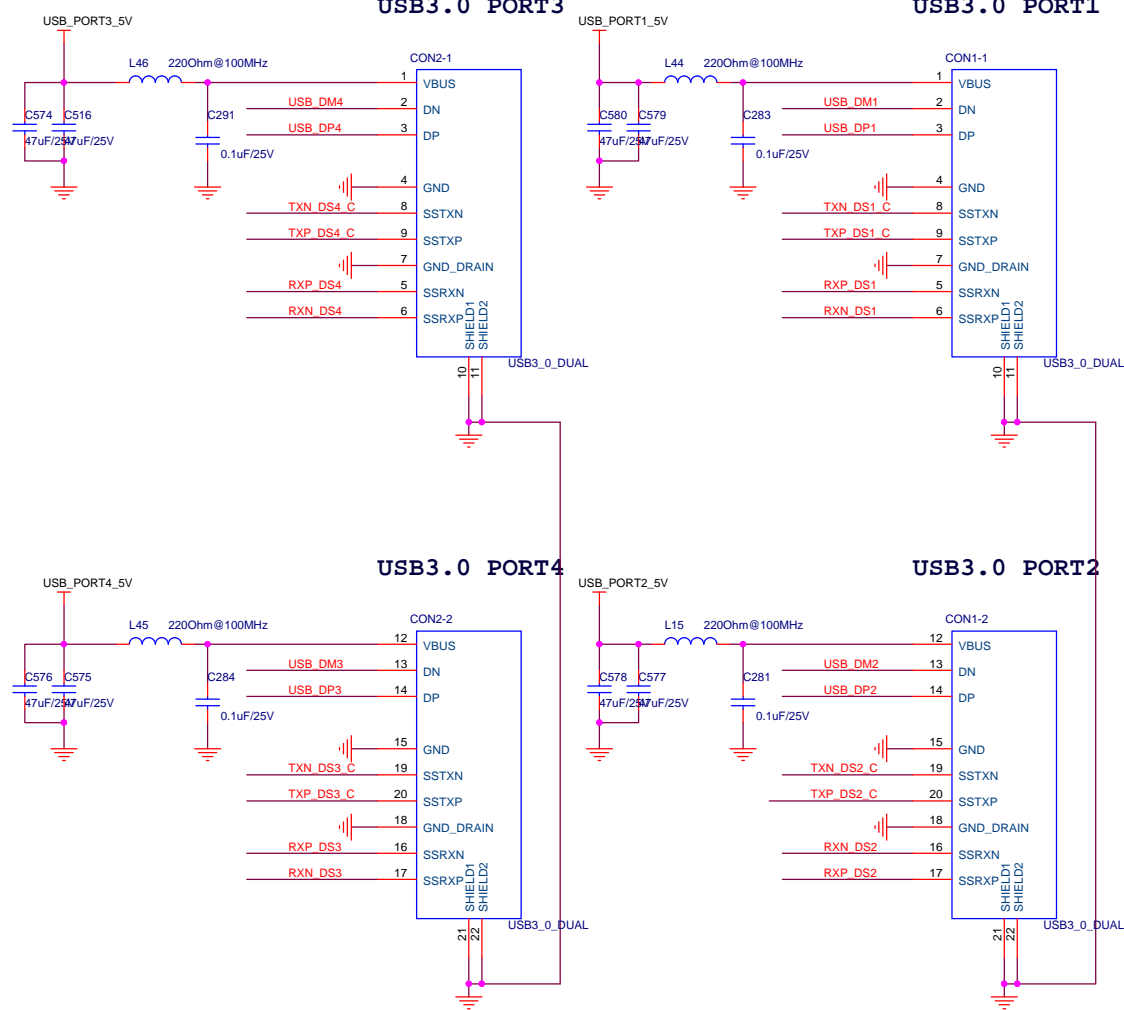 USB3.0 PORT3
USB_PORT3_5V
L46
220Ohm@100MHz
CON2-1
C574
C516
47uF/25V
47uF/25V
C291
0.1uF/25V
1
VBUS
USB_DM4
2
DN
USB_DP4
3
DP
4
GND
TXN_DS4_C
8
SSTXN
TXP_DS4_C
9
SSTXP
7
GND_DRAIN
RXP_DS4
5
SSRXN
RXN_DS4
6
SSRXP
SHIELD1
SHIELD2
10
11
USB3_0_DUAL
USB3.0 PORT1
USB_PORT1_5V
L44
220Ohm@100MHz
CON1-1
C580
C579
47uF/25V
47uF/25V
C283
0.1uF/25V
1
VBUS
USB_DM1
2
DN
USB_DP1
3
DP
4
GND
TXN_DS1_C
8
SSTXN
TXP_DS1_C
9
SSTXP
7
GND_DRAIN
RXP_DS1
5
SSRXN
RXN_DS1
6
SSRXP
SHIELD1
SHIELD2
10
11
USB3_0_DUAL
USB3.0 PORT4
USB_PORT4_5V
L45
220Ohm@100MHz
CON2-2
C576
C575
47uF/25V
47uF/25V
C284
0.1uF/25V
12
VBUS
USB_DM3
13
DN
USB_DP3
14
DP
15
GND
TXN_DS3_C
19
SSTXN
TXP_DS3_C
20
SSTXP
18
GND_DRAIN
RXP_DS3
16
SSRXN
RXN_DS3
17
SSRXP
SHIELD1
SHIELD2
21
22
USB3_0_DUAL
USB3.0 PORT2
USB_PORT2_5V
L15
220Ohm@100MHz
CON1-2
C578
C577
47uF/25V
47uF/25V
C281
0.1uF/25V
12
VBUS
USB_DM2
13
DN
USB_DP2
14
DP
15
GND
TXN_DS2_C
19
SSTXN
TXP_DS2_C
20
SSTXP
18
GND_DRAIN
RXN_DS2
16
SSRXN
RXP_DS2
17
SSRXP
SHIELD1
SHIELD2
21
22
USB3_0_DUAL